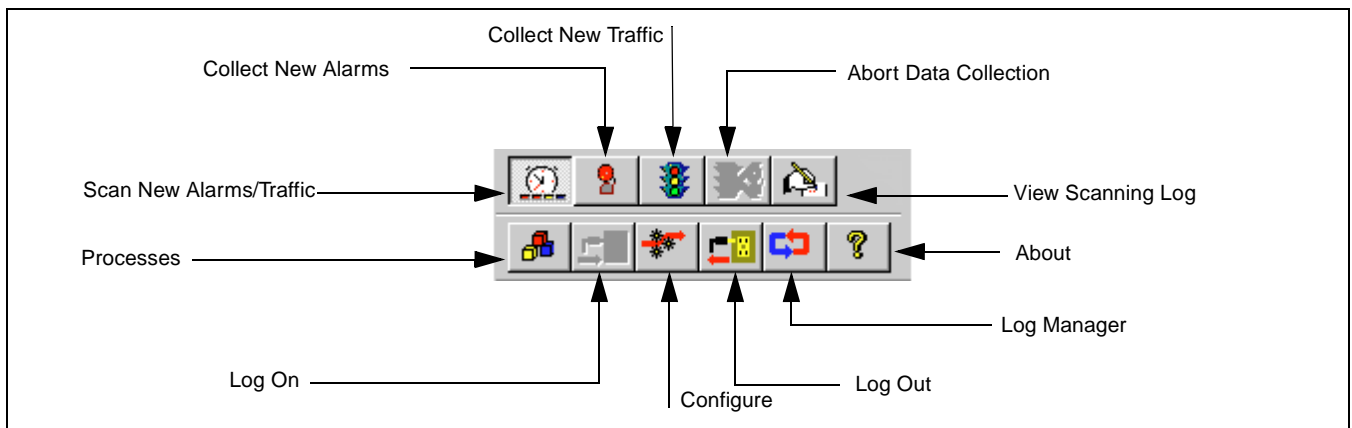 Collect New Traffic
Collect New Alarms
Abort Data Collection
Scan New Alarms/Traffic
View Scanning Log
Processes
About
Log Manager
Log On
Log Out
Configure